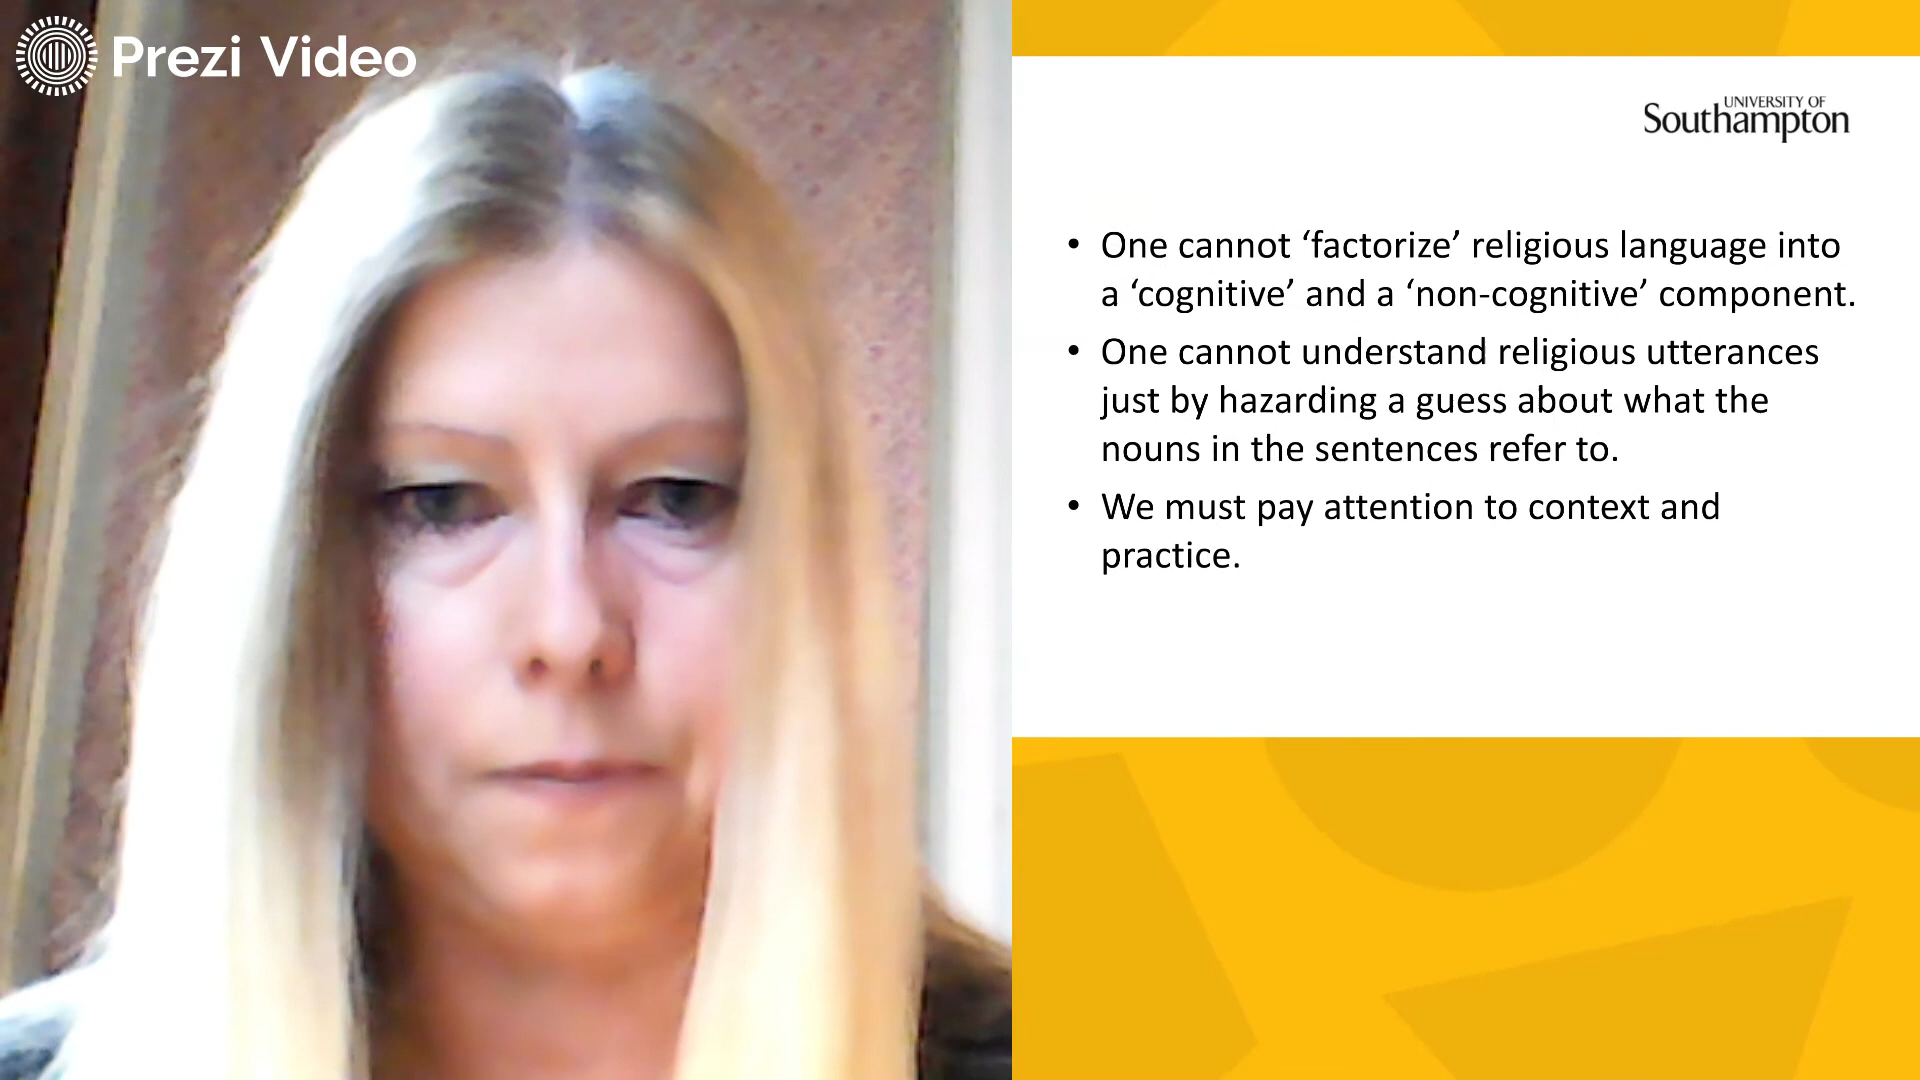 Prezi Video
UNIVERSITY OF
Southampton
• One cannot ‘factorize’ religious language into
a ‘cognitive’ and a ‘non-cognitive’ component.
• One cannot understand religious utterances
just by hazarding a guess about what the
nouns in the sentences refer to.
• We must pay attention to context and
practice.